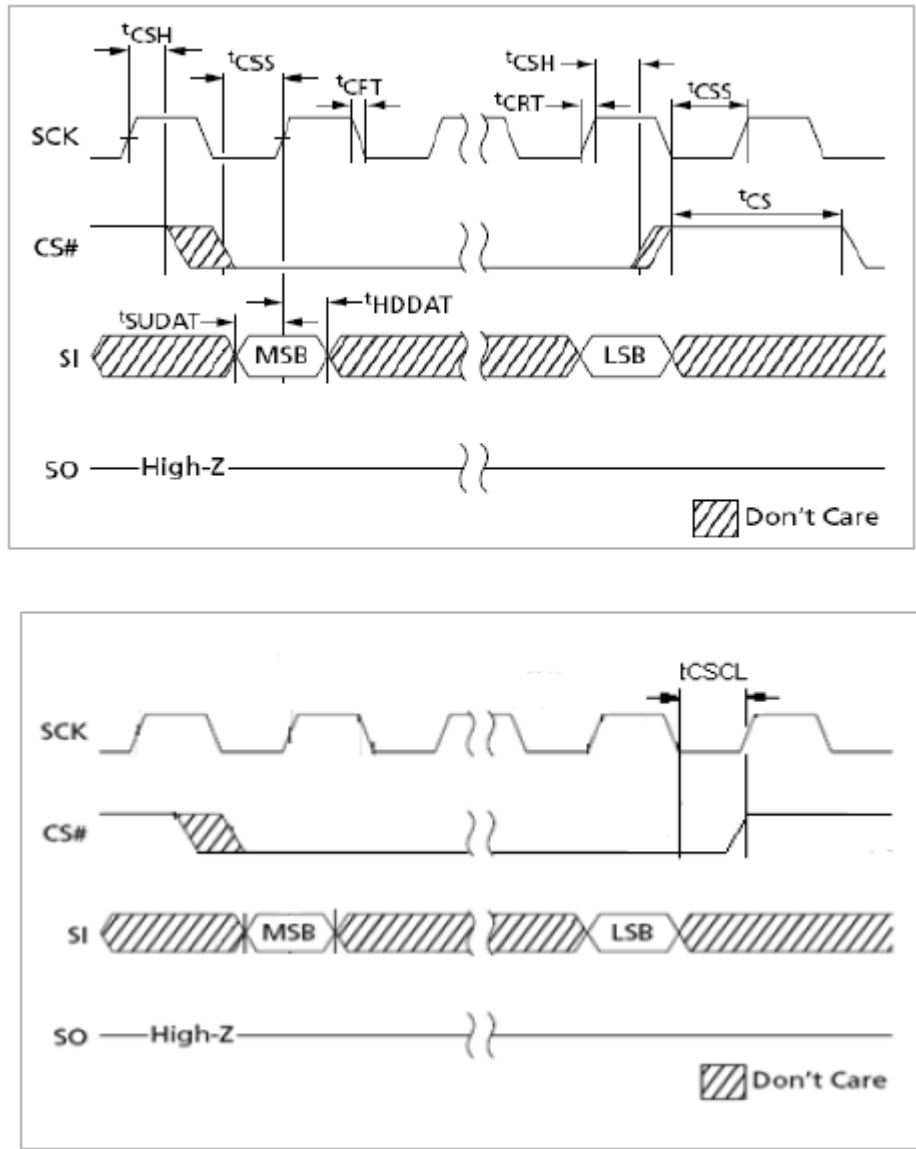 tCSH
tCSS
tCFT
tCSH
tCRT
tCSS
SCK
tCS
CS#
tSUDAT
tHDDAT
SI
MSB
LSB
SO
High-Z
Don't Care
tCSCL
SCK
CS#
SI
MSB
LSB
SO
High-Z
Don't Care